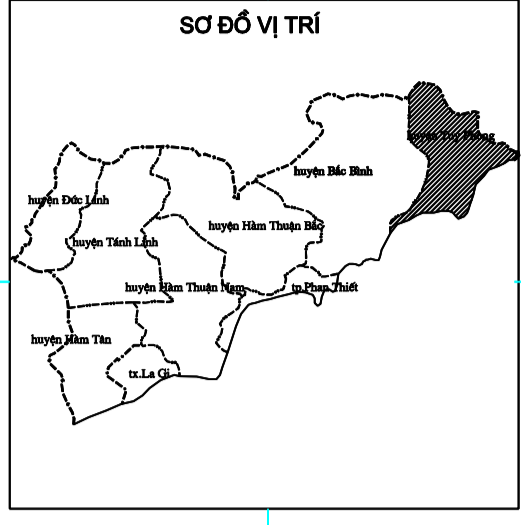 SƠ ĐỒ VỊ TRÍ
huyện Tuy Phong
huyện Bắc Bình
huyện Đức Linh
huyện Hàm Thuận Bắc
huyện Tánh Linh
huyện Hàm Thuận Nam
tp.Phan Thiết
huyện Hàm Tân
tx.La Gi